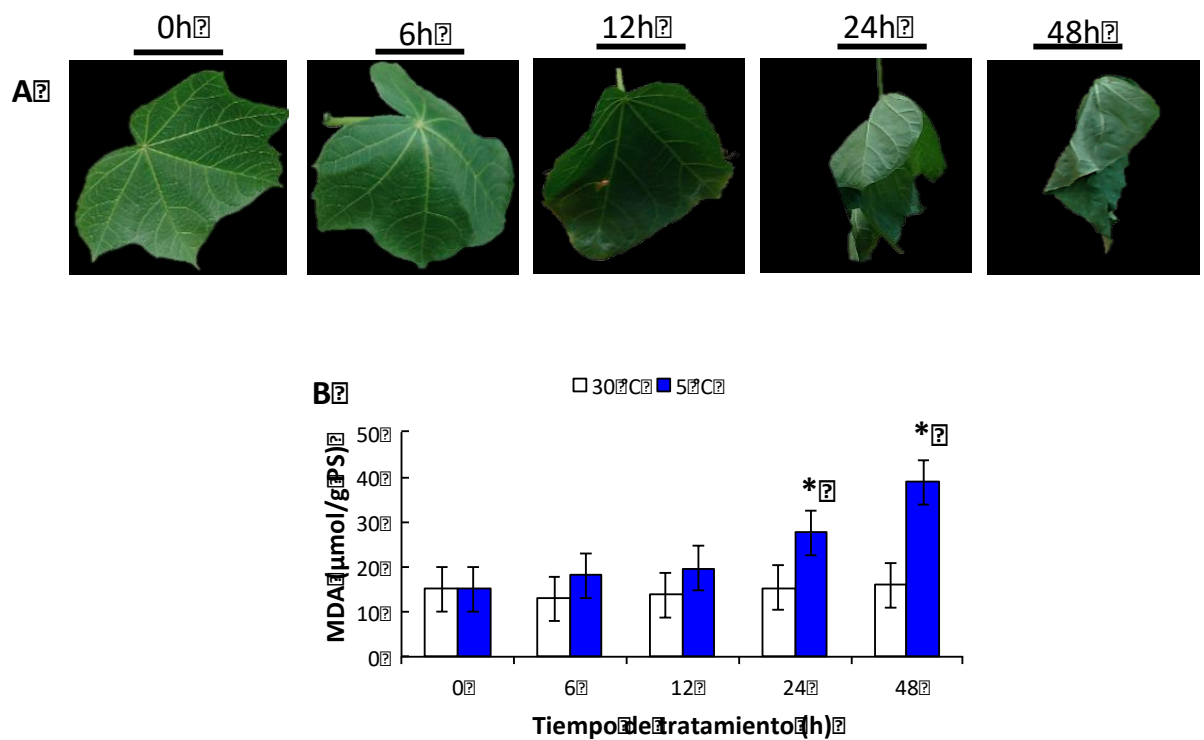 0h 6h 12h 24h 48h
A
B
30 °C 5 °C
MDA (µmol/g PS)
50
40
30
20
10
0
* *
0 6 12 24 48
Tiempo de tratamiento (h)